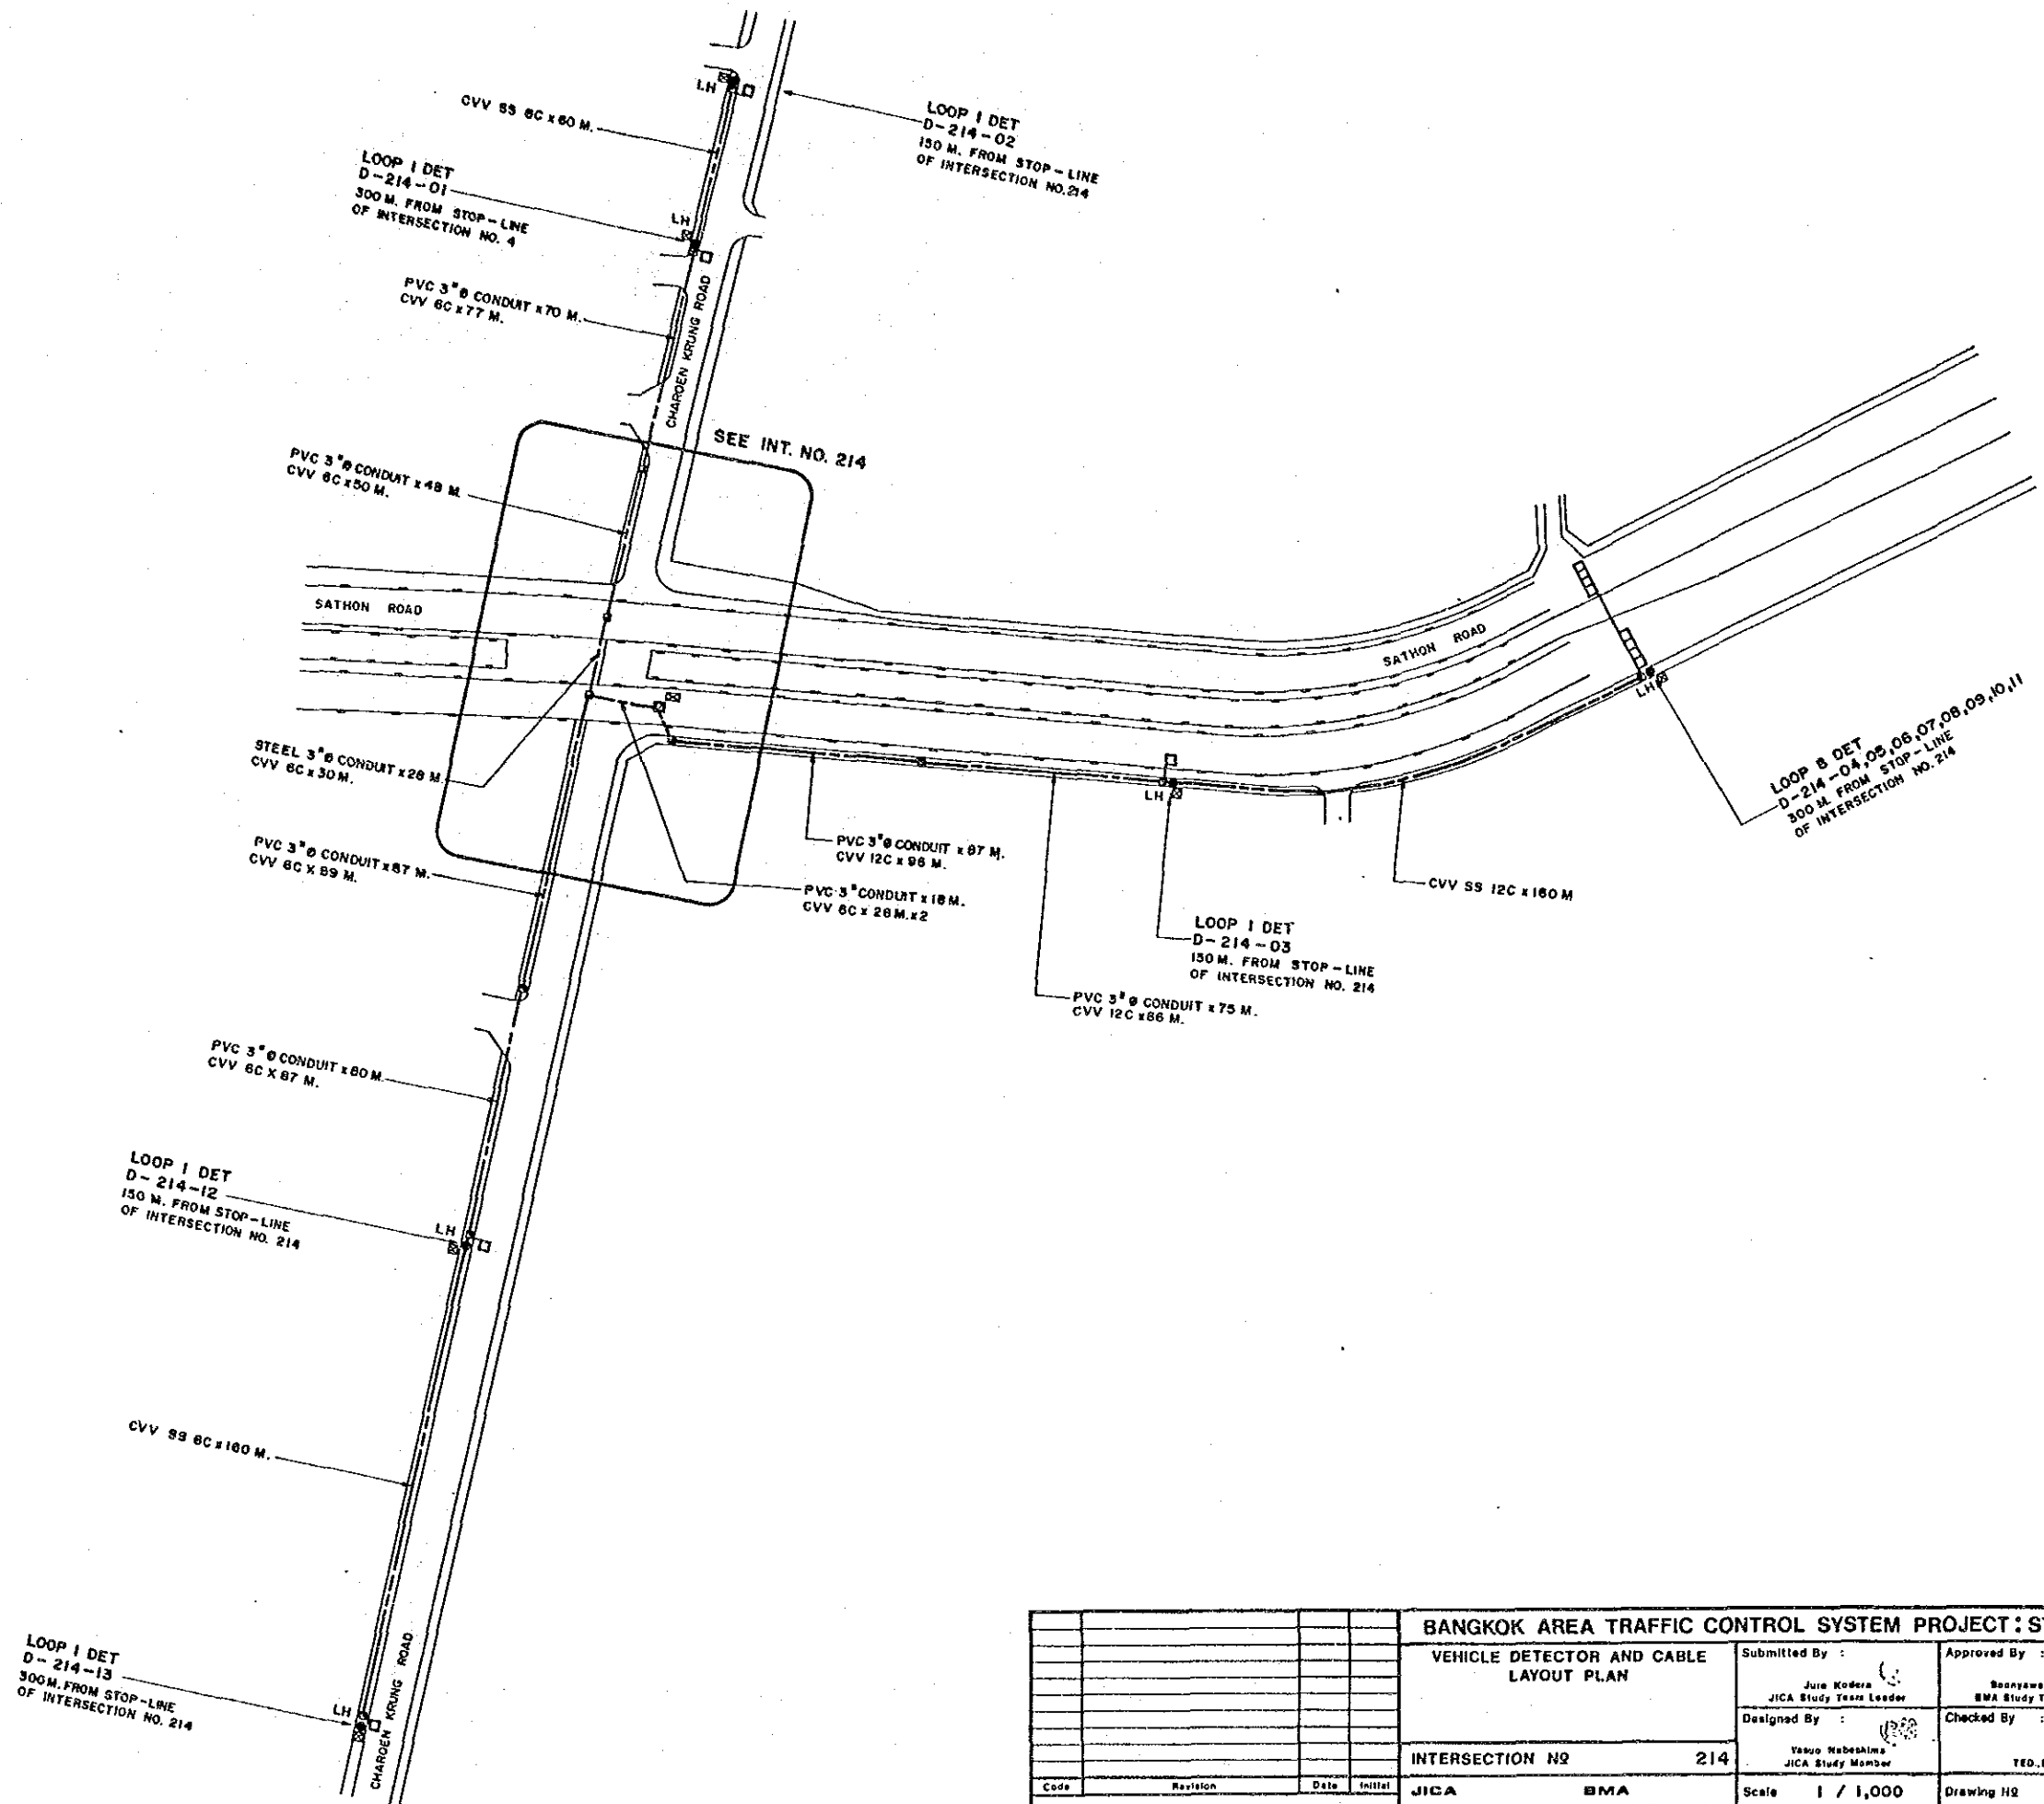 LH
CVV SS 6C x 60 M.
LOOP 1 DET
D-214-02
150 M. FROM STOP-LINE
OF INTERSECTION NO.214
LOOP 1 DET
D-214-01
300 M. FROM STOP-LINE
OF INTERSECTION NO. 4
LH
PVC 3"Ø CONDUIT x 70 M.
CVV 6C x 77 M.
CHAROEN KRUNG ROAD
SEE INT. NO. 214
PVC 3"Ø CONDUIT x 48 M.
CVV 6C x 50 M.
SATHON ROAD
SATHON ROAD
LH
STEEL 3"Ø CONDUIT x 28 M.
CVV 6C x 30 M.
LOOP 8 DET
D-214-04,05,06,07,08,09,10,11
300 M. FROM STOP-LINE
OF INTERSECTION NO. 214
LH
PVC 3"Ø CONDUIT x 87 M.
CVV 6C X 89 M.
PVC 3"Ø CONDUIT x 87 M.
CVV 12C x 96 M.
PVC 3" CONDUIT x 18 M.
CVV 6C x 26 M. x2
CVV SS 12C x 160 M
LOOP 1 DET
D-214-03
150 M. FROM STOP-LINE
OF INTERSECTION NO. 214
PVC 3"Ø CONDUIT x 75 M.
CVV 12C x 86 M.
PVC 3"Ø CONDUIT x 80 M.
CVV 6C X 87 M.
LOOP 1 DET
D-214-12
150 M. FROM STOP-LINE
OF INTERSECTION NO. 214
LH
CVV SS 6C x 160 M.
LOOP 1 DET
D-214-13
300 M. FROM STOP-LINE
OF INTERSECTION NO. 214
LH
CHAROEN KRUNG ROAD
BANGKOK AREA TRAFFIC CONTROL SYSTEM PROJECT : S
VEHICLE DETECTOR AND CABLE
LAYOUT PLAN
Submitted By :
Jure Kodera
JICA Study Team Leader
Approved By :
BMA Study T
Designed By :
Yasuo Nabeshima
JICA Study Member
Checked By :
TED.,
INTERSECTION Nº 214
Code Revision Date Initial
JICA BMA
Scale 1 / 1,000
Drawing Nº